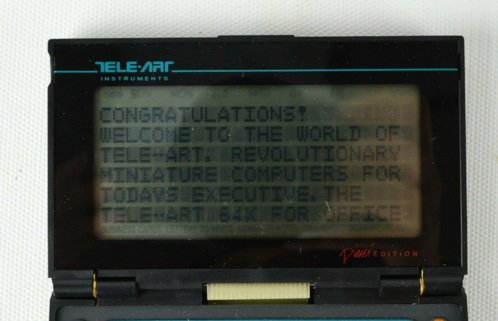 TELE-ART
INSTRUMENTS
CONGRATULATIONS!
WELCOME TO THE WORLD OF
TELE-ART. REVOLUTIONARY
MINIATURE COMPUTERS FOR
TODAYS EXECUTIVE.THE
TELE-ART 64K FOR OFFICE
EDITION